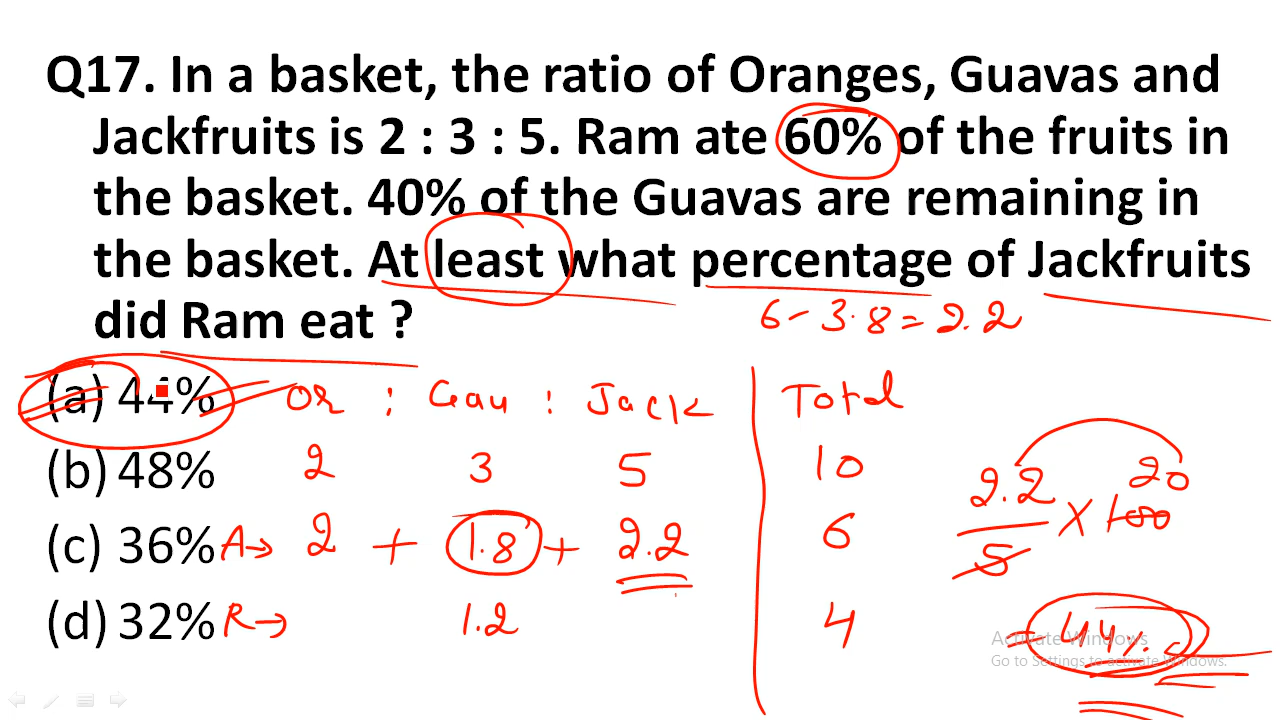 Q17. In a basket, the ratio of Oranges, Guavas and
Jackfruits is 2 : 3 : 5. Ram ate 60% of the fruits in
the basket. 40% of the Guavas are remaining in
the basket. At least what percentage of Jackfruits
did Ram eat ?
6 - 3.8 = 2.2
(a) 44%
Or : Gau : Jack Total
(b) 48%
2 3 5 10
2.2/5 × 100 20
(c) 36%
A→ 2 + 1.8 + 2.2 6
(d) 32%
R→ 1.2 4
= 44%
Activate Windows
Go to Settings to activate Windows.